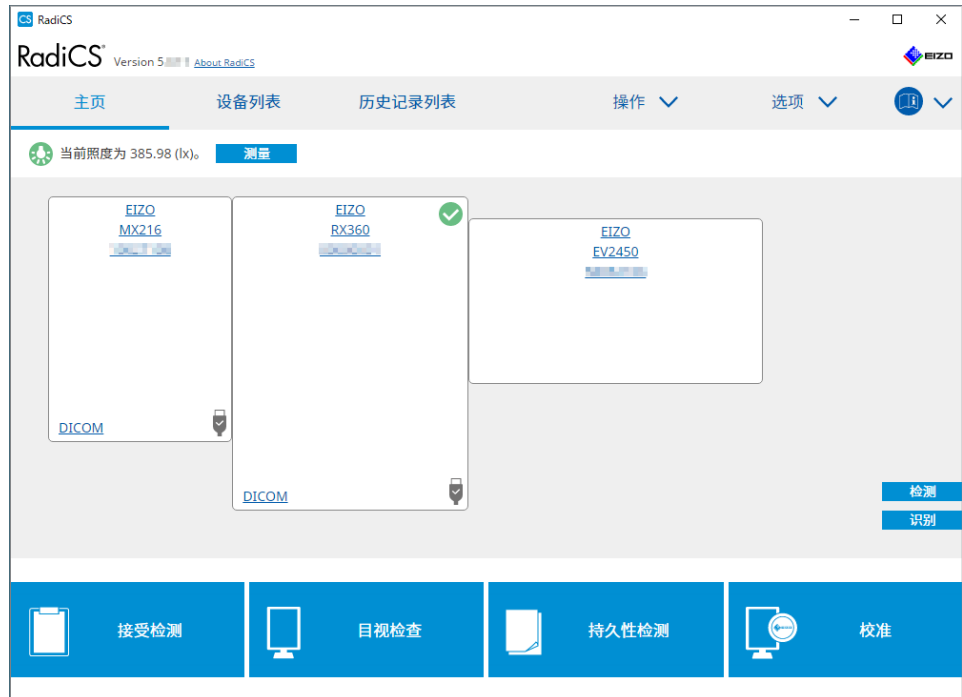 CS RadiCS
RadiCS® Version 5. About RadiCS
EIZO
主页 设备列表 历史记录列表 操作 选项
当前照度为 385.98 (lx)。 测量
EIZO
MX216
DICOM
EIZO
RX360
DICOM
EIZO
EV2450
检测
识别
接受检测 目视检查 持久性检测 校准